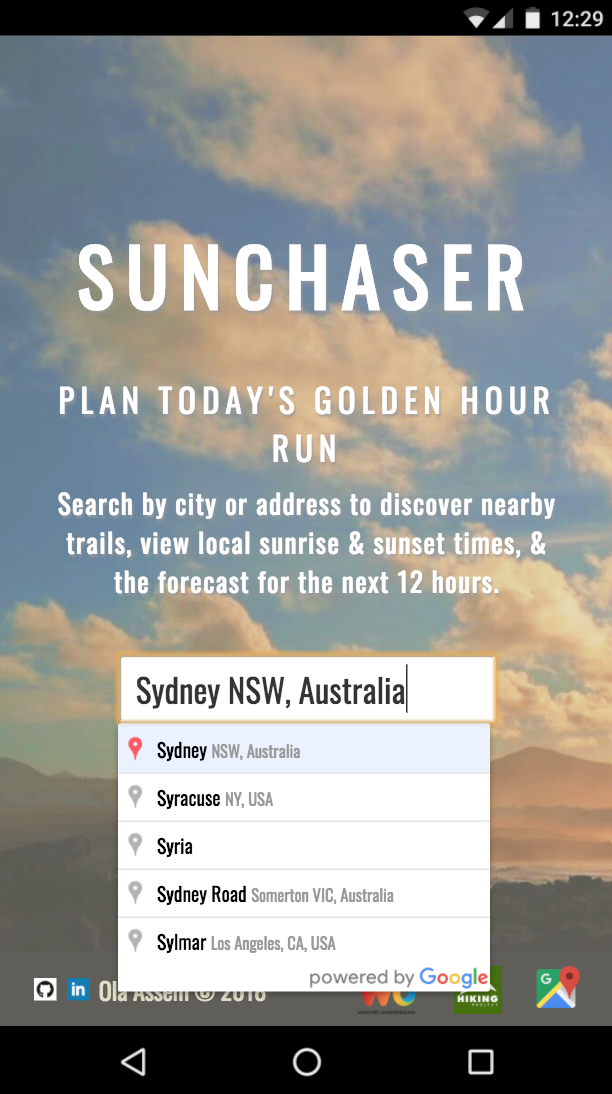 12:29
SUNCHASER
PLAN TODAY'S GOLDEN HOUR
RUN
Search by city or address to discover nearby
trails, view local sunrise & sunset times, &
the forecast for the next 12 hours.
Sydney NSW, Australia
Sydney NSW, Australia
Syracuse NY, USA
Syria
Sydney Road Somerton VIC, Australia
Sylmar Los Angeles, CA, USA
powered by Google
in Ola Assem © 2018
HIKING
PROJECT
G